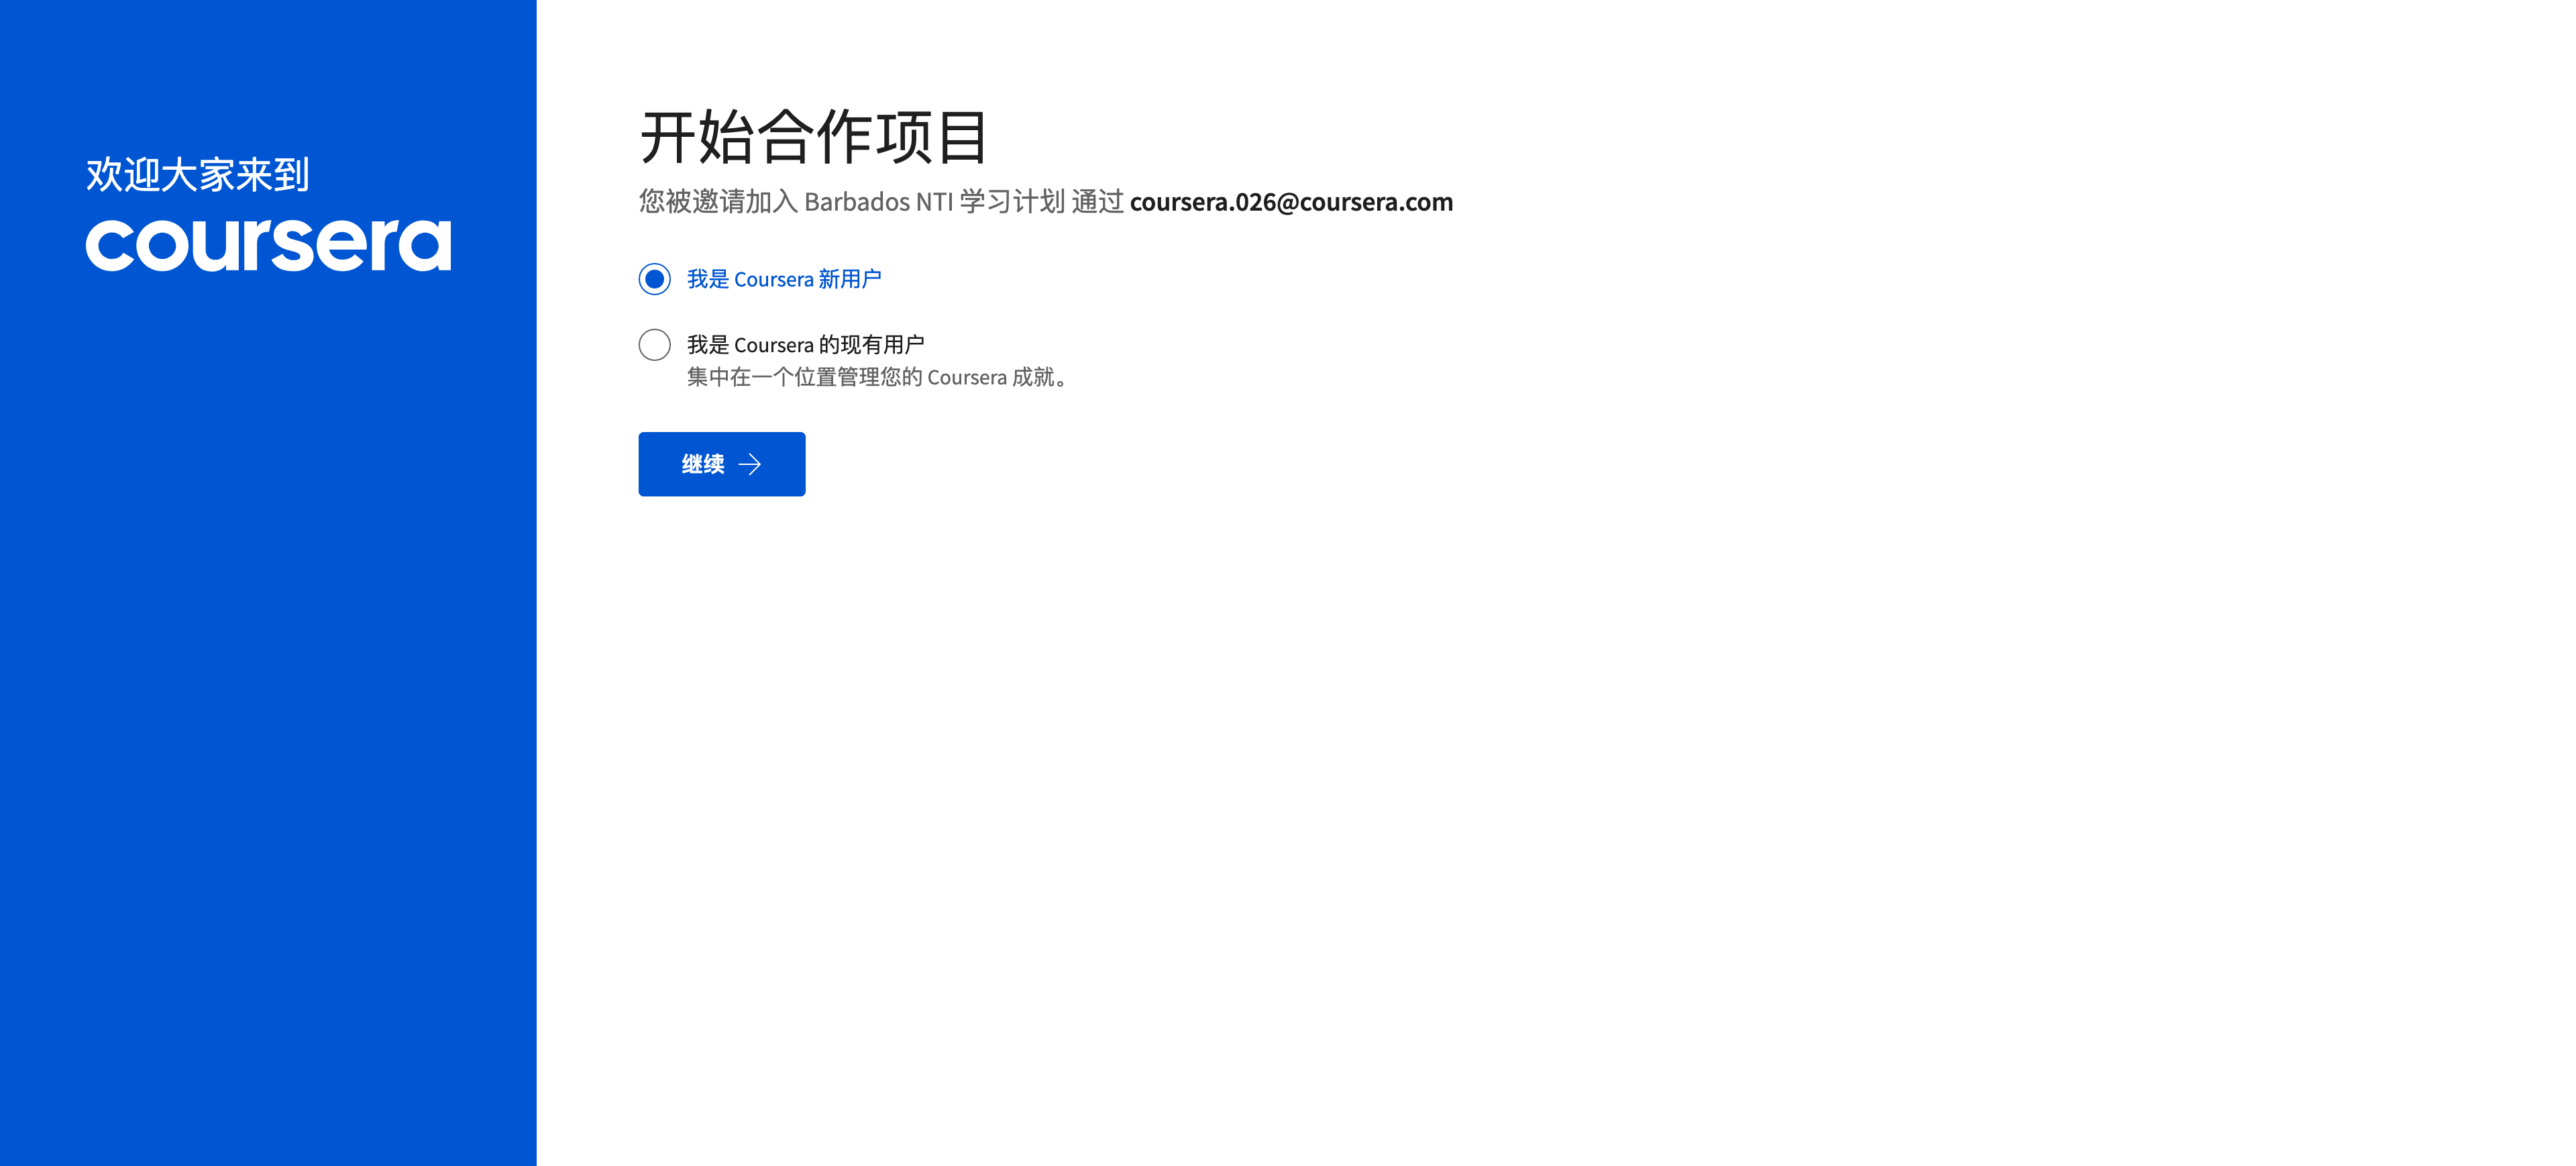 欢迎大家来到
coursera
开始合作项目
您被邀请加入 Barbados NTI 学习计划 通过 coursera.026@coursera.com
我是 Coursera 新用户
我是 Coursera 的现有用户
集中在一个位置管理您的 Coursera 成就。
继续